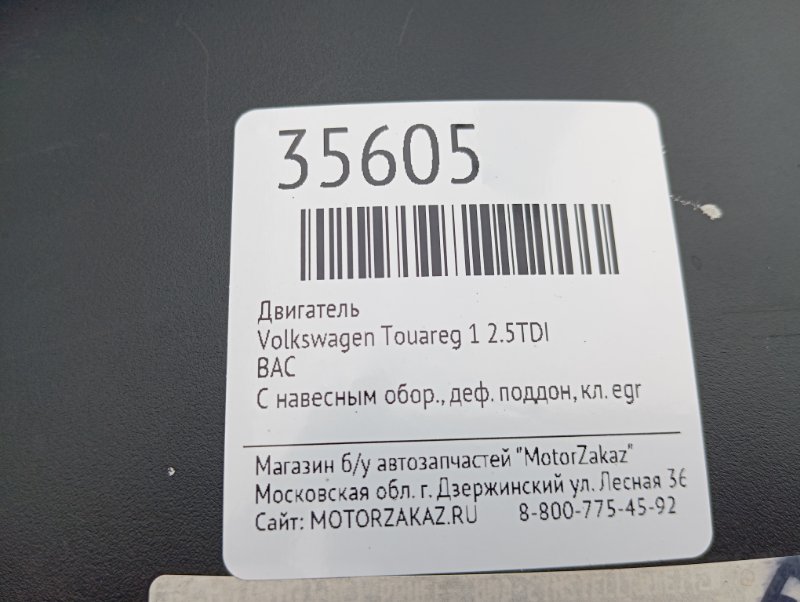 35605
Двигатель
Volkswagen Touareg 1 2.5TDI
BAC
С навесным обор., деф. поддон, кл. egr
Магазин б/у автозапчастей "MotorZakaz"
Московская обл. г. Дзержинский ул. Лесная 36
Сайт: MOTORZAKAZ.RU 8-800-775-45-92